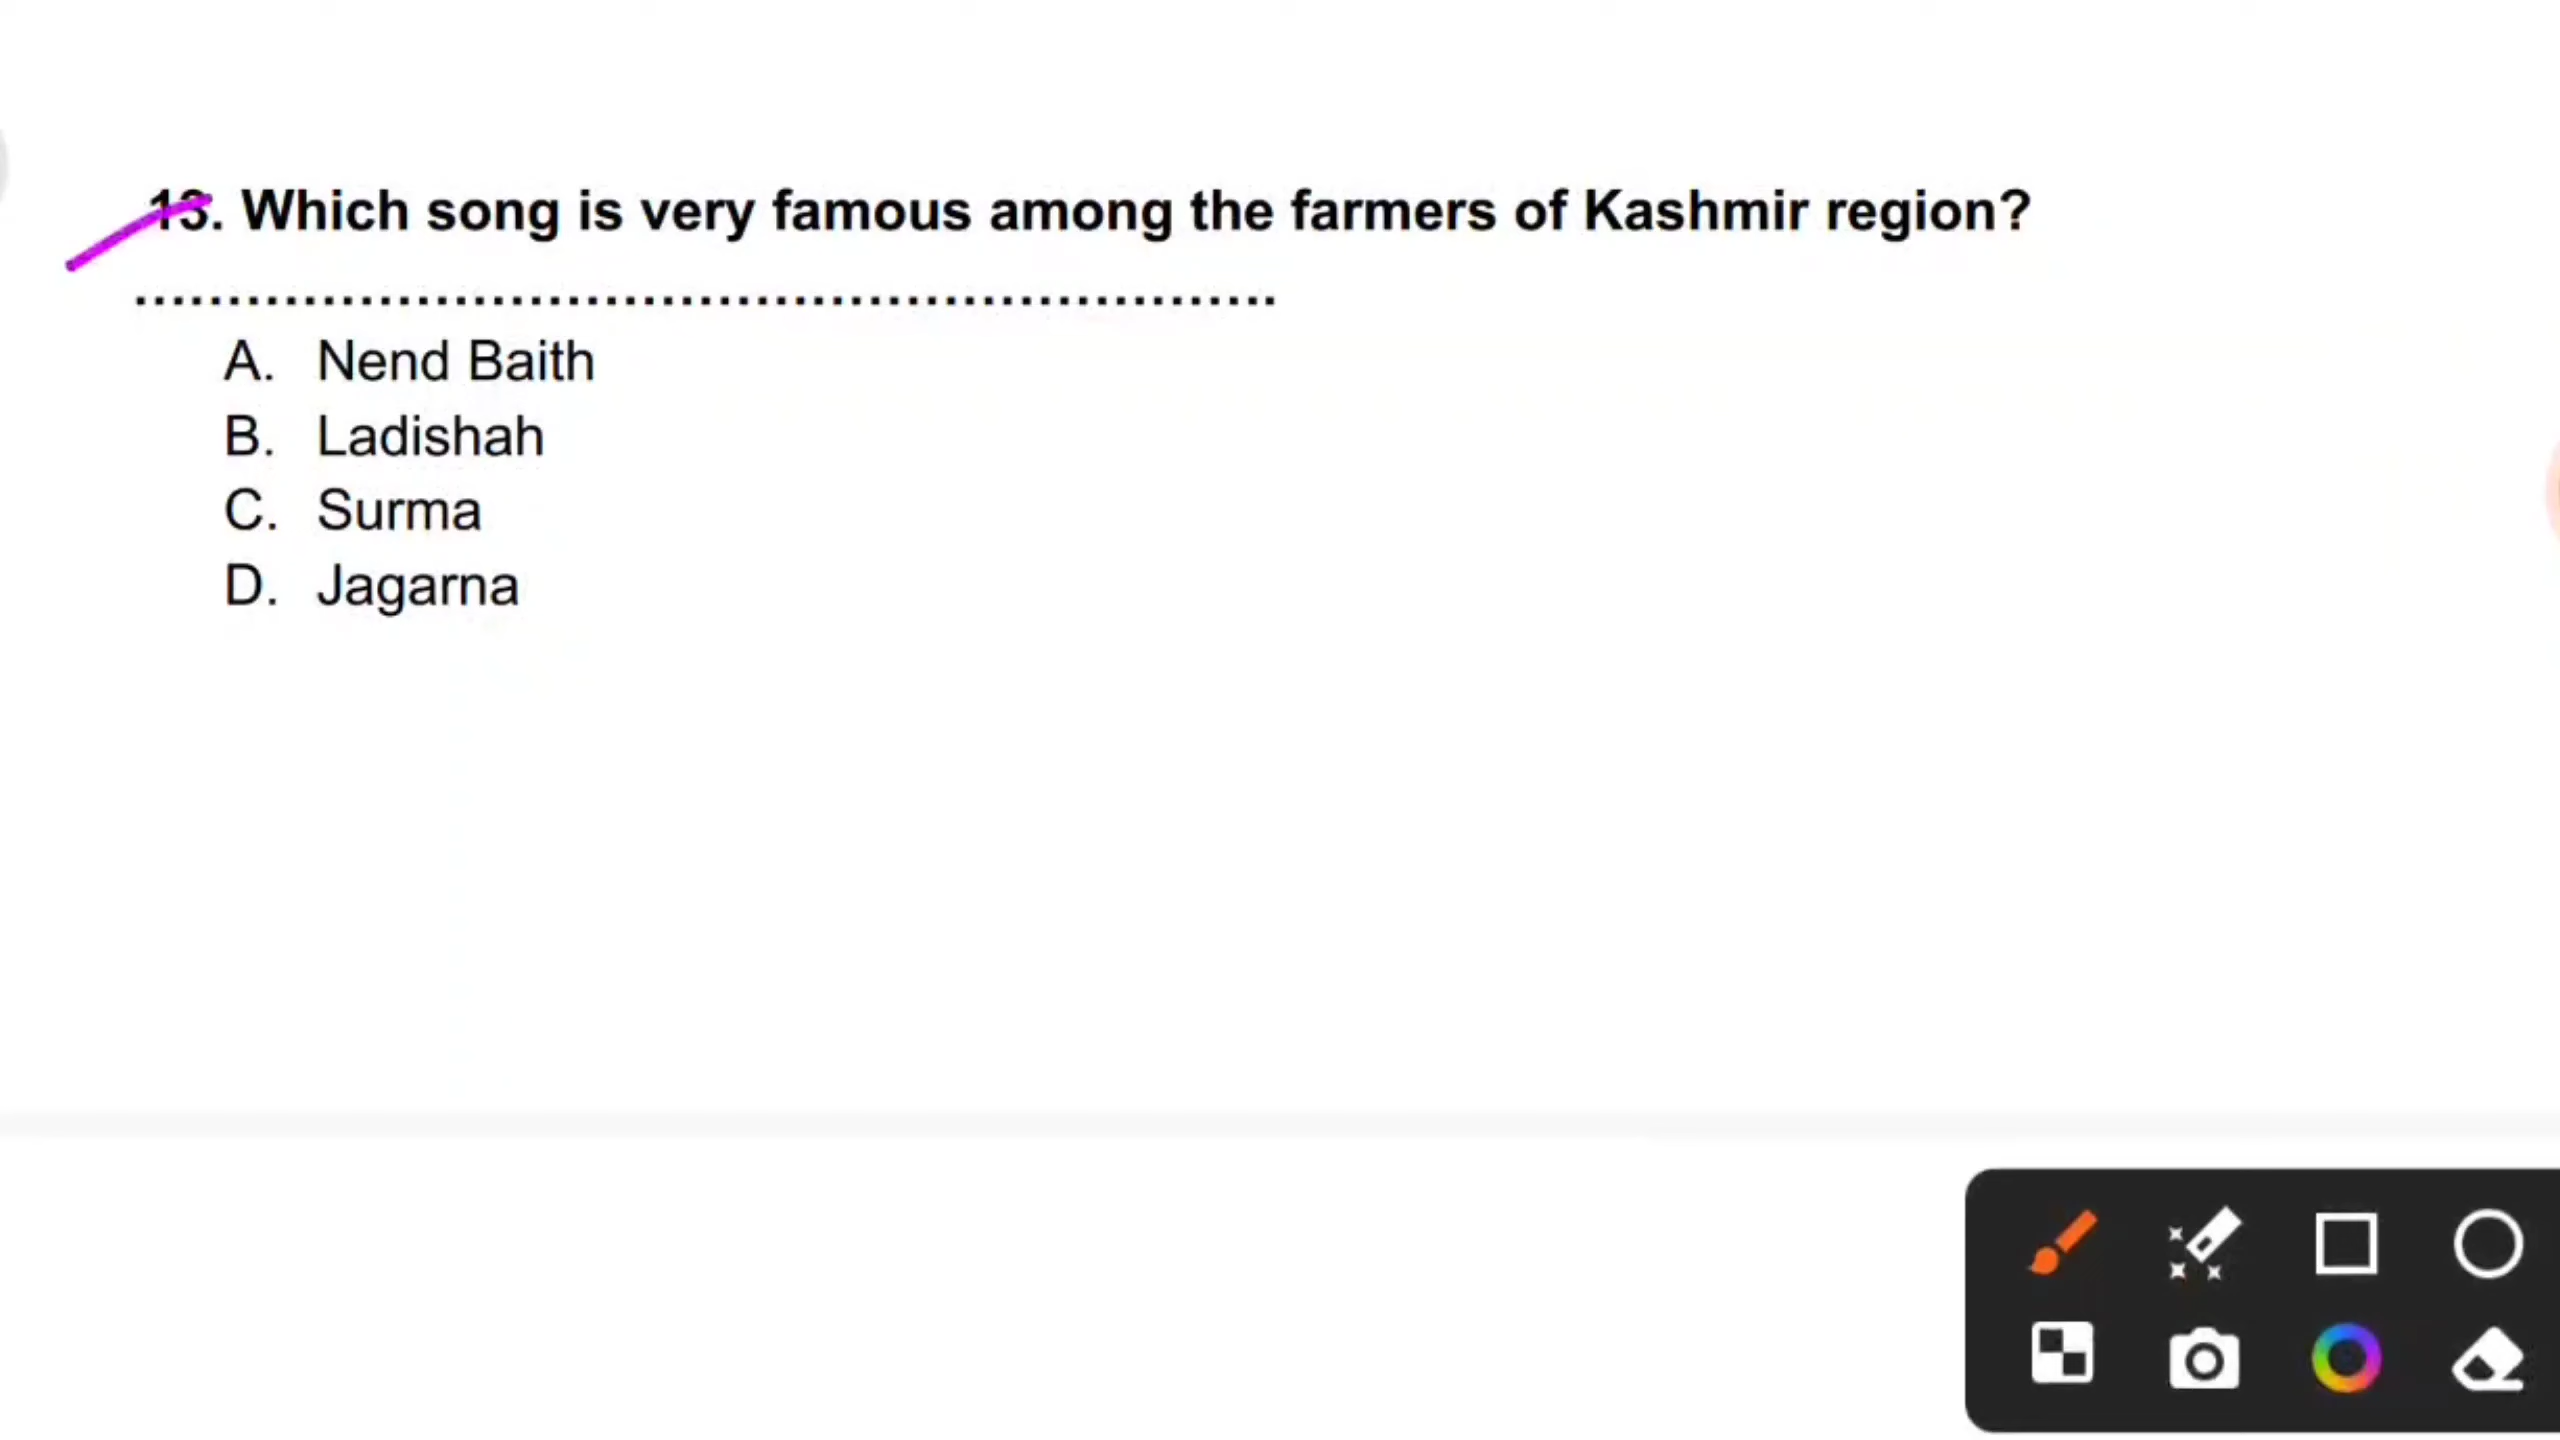 13. Which song is very famous among the farmers of Kashmir region?
.............................................................
A. Nend Baith
B. Ladishah
C. Surma
D. Jagarna